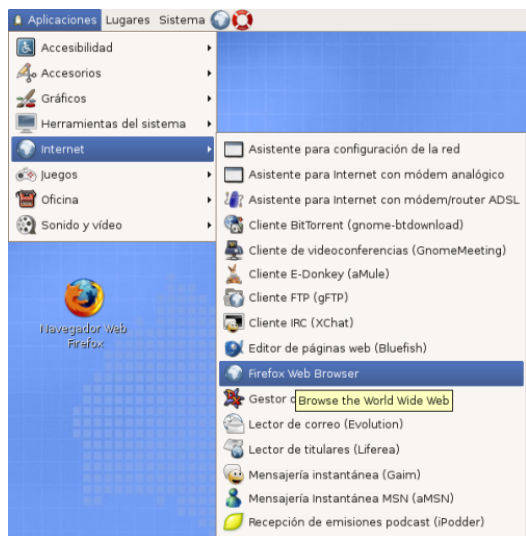 Aplicaciones Lugares Sistema
Accesibilidad
Accesorios
Gráficos
Herramientas del sistema
Internet
Juegos
Oficina
Sonido y vídeo
Navegador Web
Firefox
Asistente para configuración de la red
Asistente para Internet con módem analógico
Asistente para Internet con módem/router ADSL
Cliente BitTorrent (gnome-btdownload)
Cliente de videoconferencias (GnomeMeeting)
Cliente E-Donkey (aMule)
Cliente FTP (gFTP)
Cliente IRC (XChat)
Editor de páginas web (Bluefish)
Firefox Web Browser
Gestor
Browse the World Wide Web
Lector de correo (Evolution)
Lector de titulares (Liferea)
Mensajería instantánea (Gaim)
Mensajería Instantánea MSN (aMSN)
Recepción de emisiones podcast (iPodder)